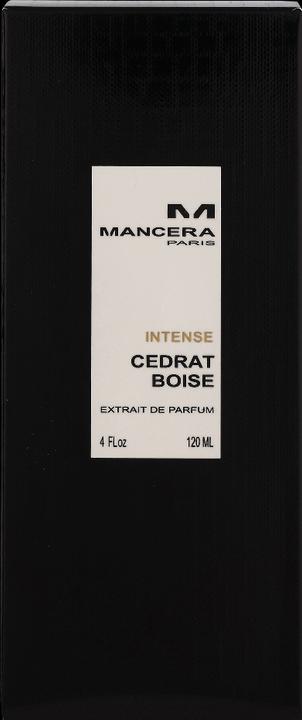 M
MANCERA
PARIS
INTENSE
CEDRAT
BOISE
EXTRAIT DE PARFUM
4 FLoz 120 ML